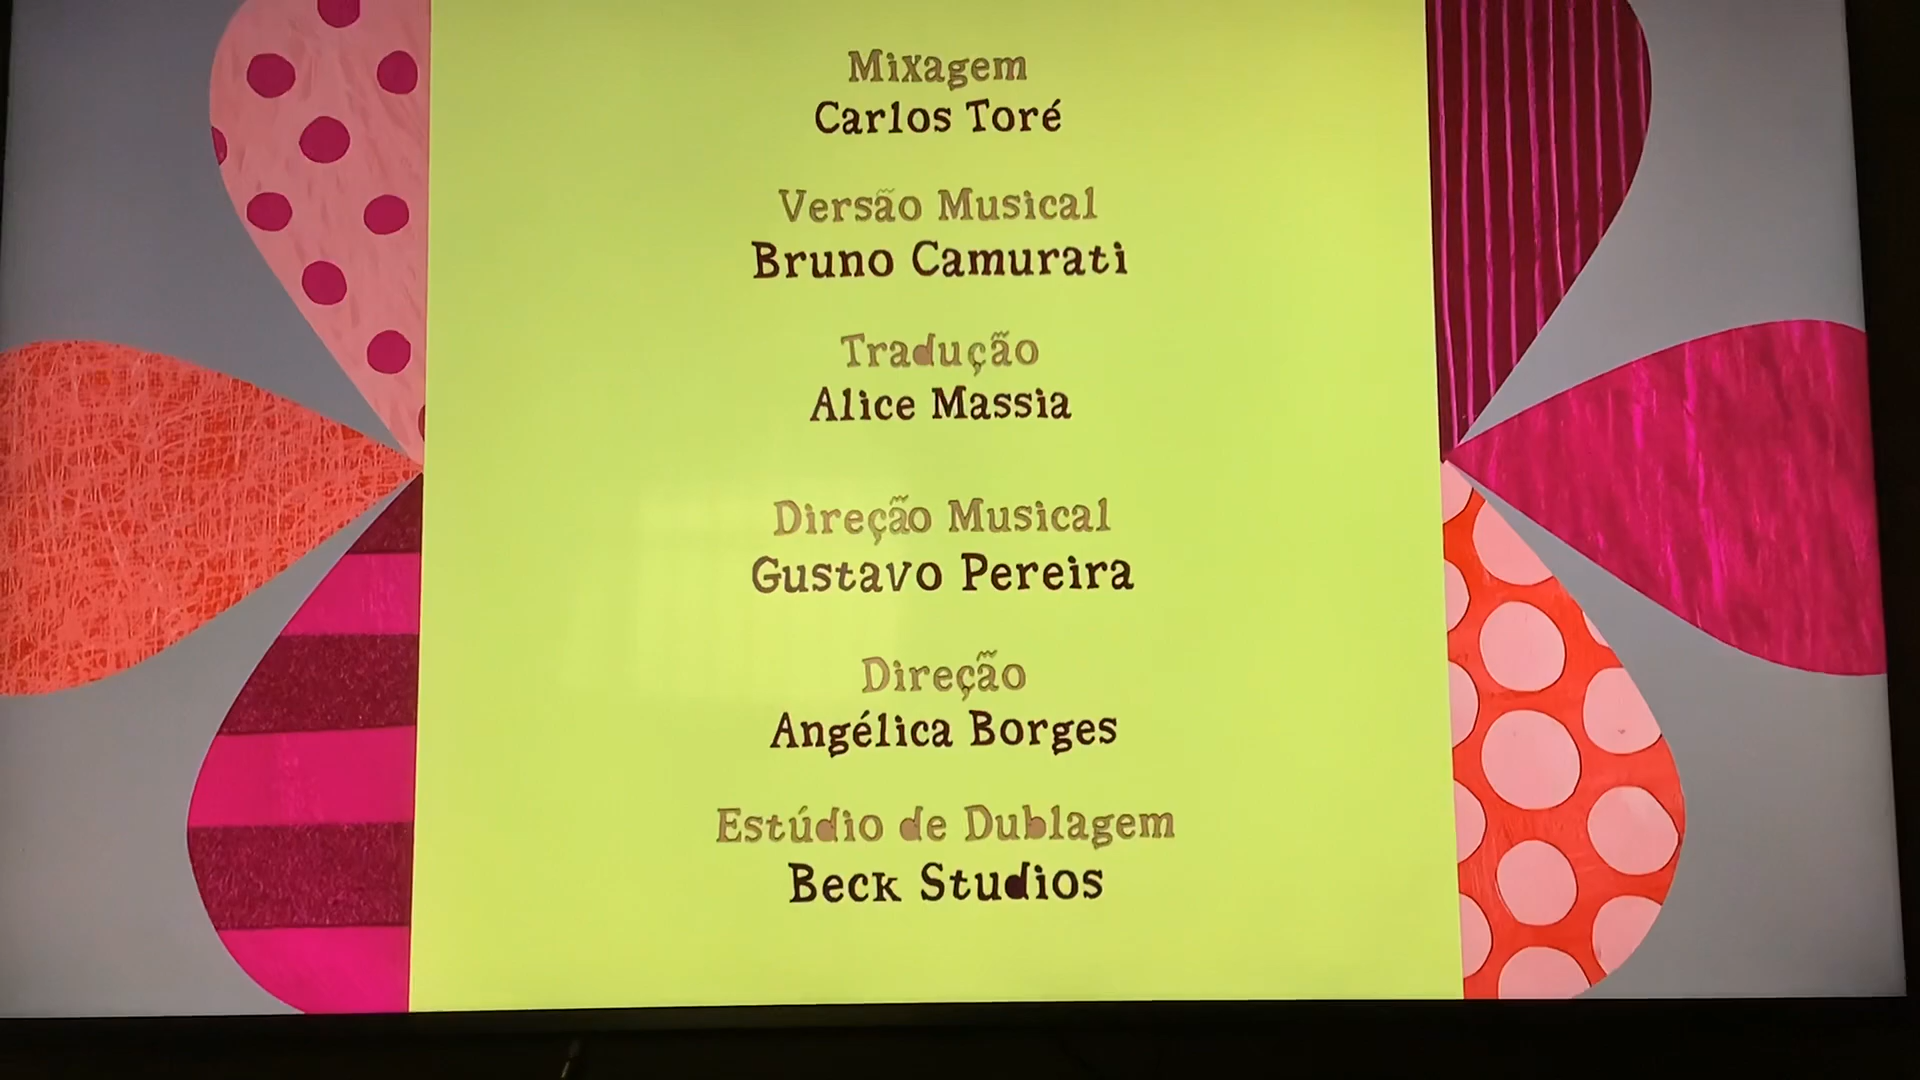 Mixagem
Carlos Toré
Versão Musical
Bruno Camurati
Tradução
Alice Massia
Direção Musical
Gustavo Pereira
Direção
Angélica Borges
Estúdio de Dublagem
Beck Studios